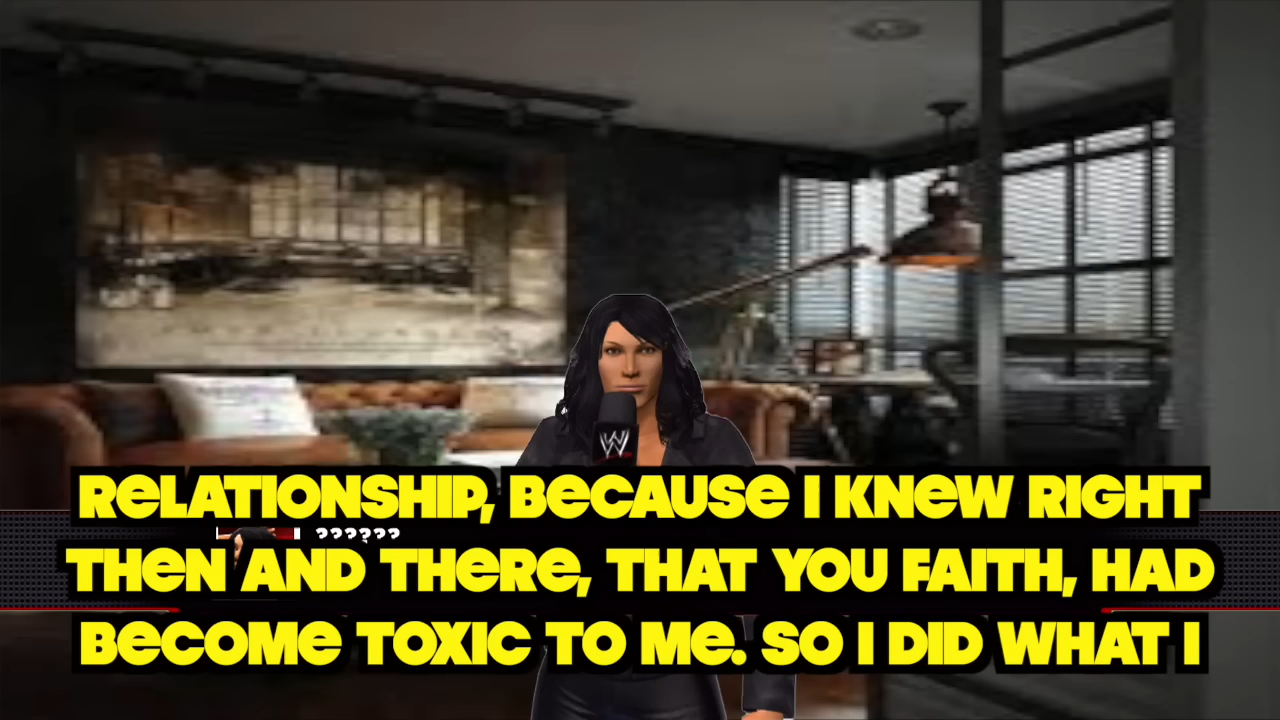 RELATIONSHIP, BECAUSE I KNEW RIGHT
??????
THEN AND THERE, THAT YOU FAITH, HAD
BECOME TOXIC TO ME. SO I DID WHAT I